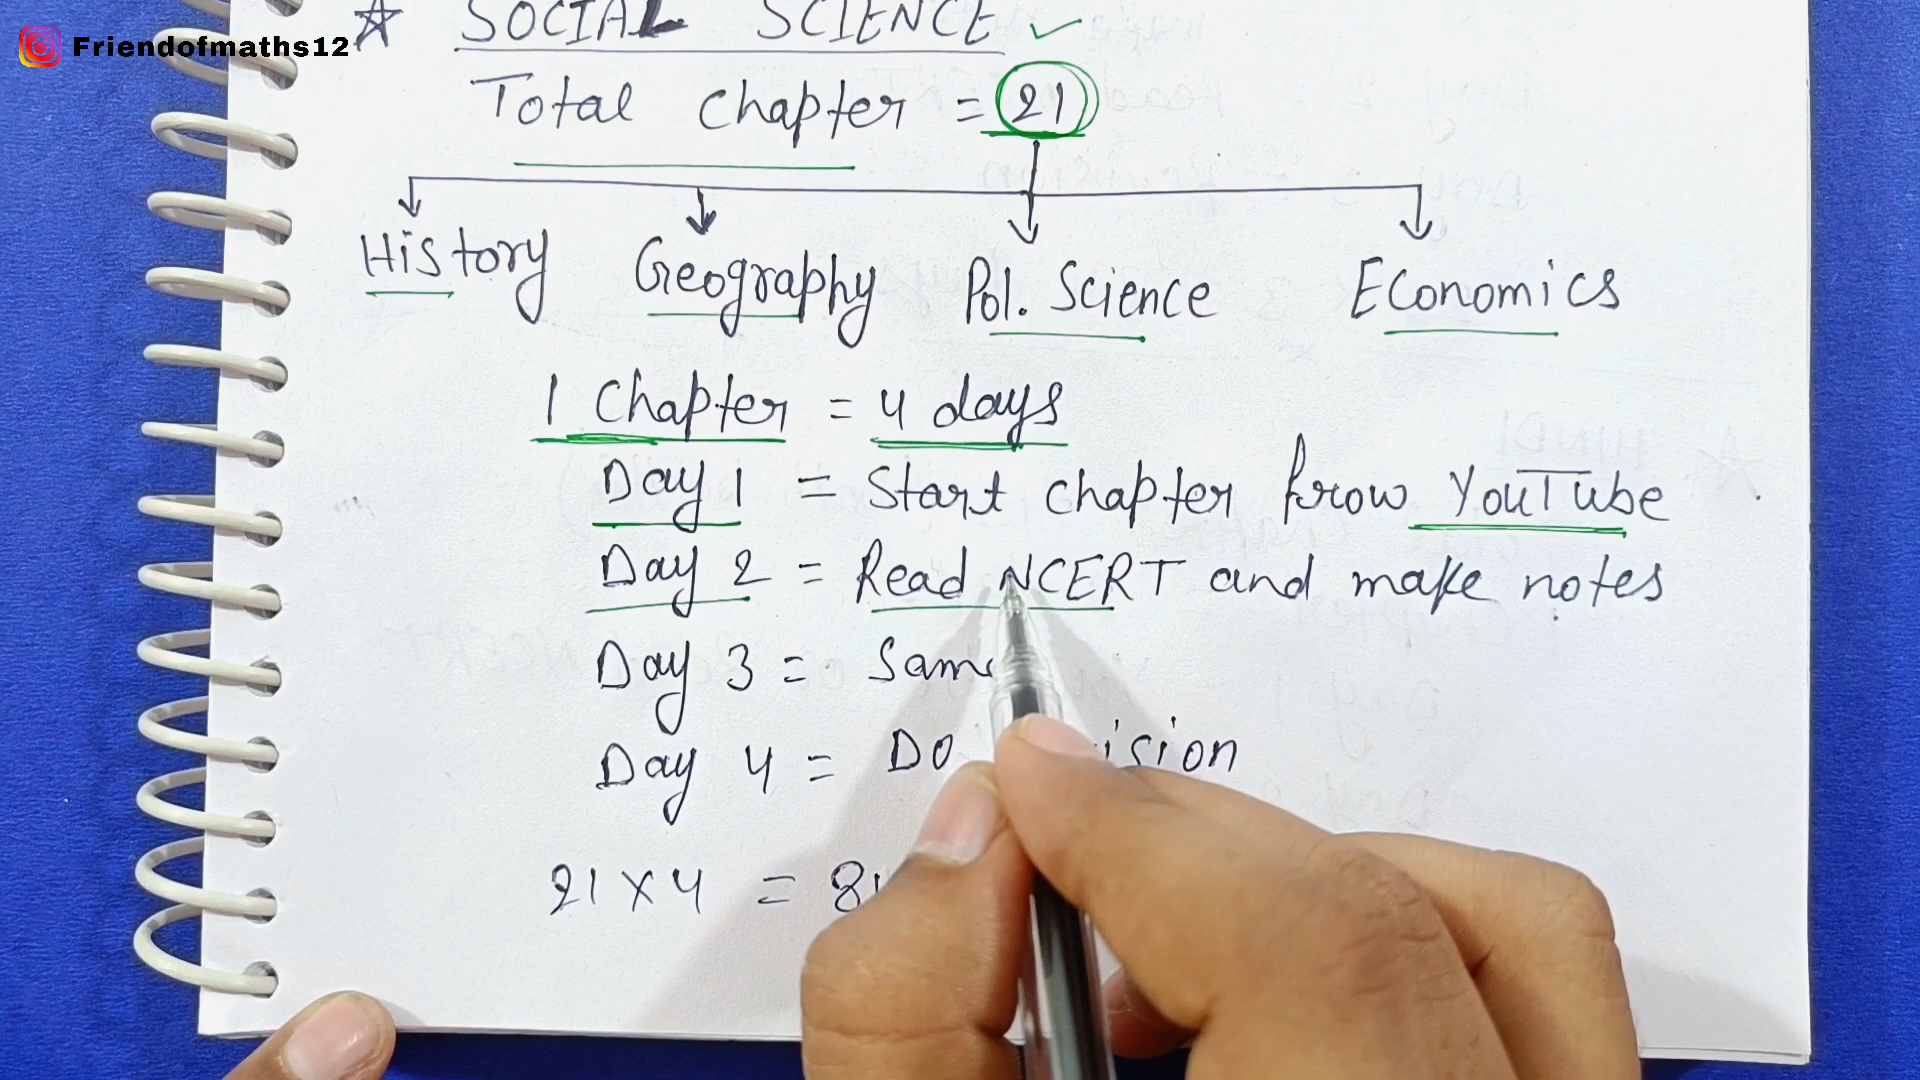 Friendofmaths12
SOCIAL SCIENCE
Total chapter = 21
History Geography Pol. Science Economics
1 Chapter = 4 days
Day 1 = Start chapter from YouTube
Day 2 = Read NCERT and make notes
Day 3 = Same
Day 4 = Do
21 x 4 =